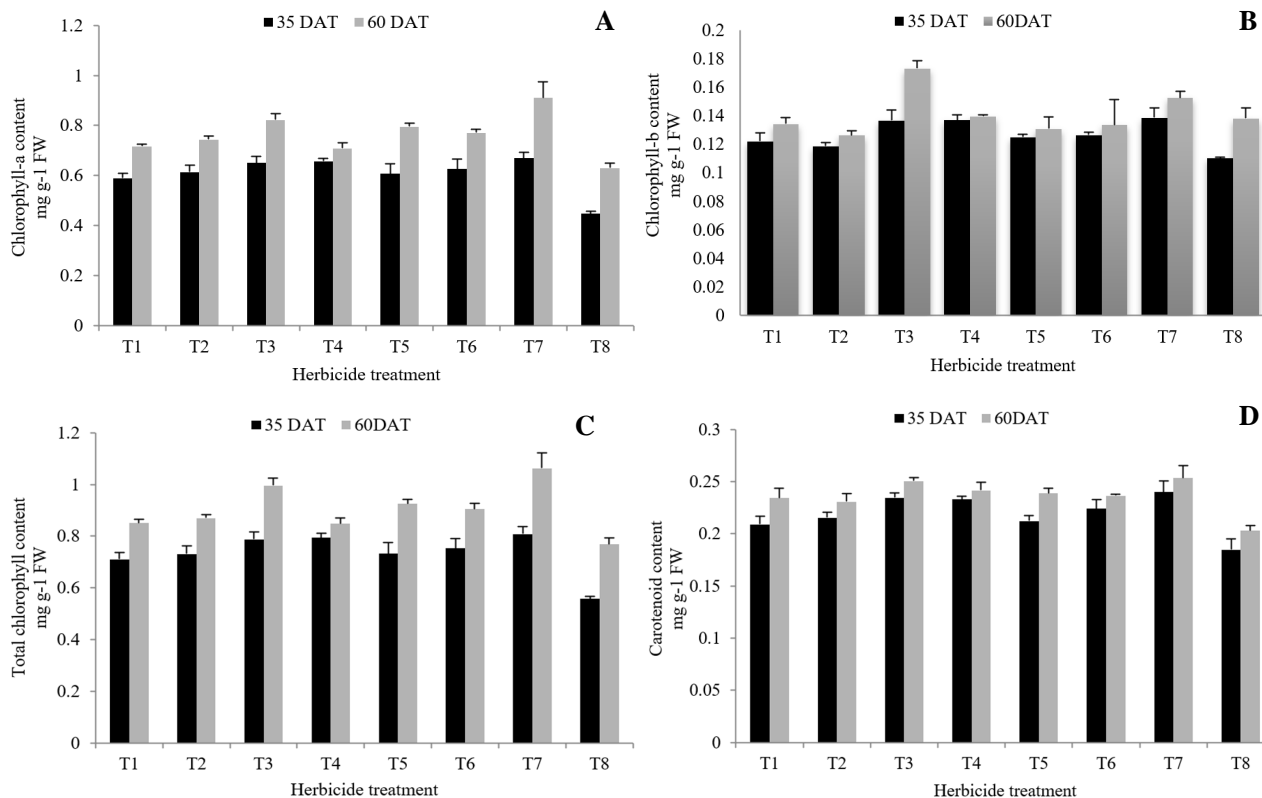 35 DAT 60 DAT
A
1.2
1
0.8
0.6
0.4
0.2
0
Chlorophyll-a content
mg g-1 FW
T1 T2 T3 T4 T5 T6 T7 T8
Herbicide treatment
35 DAT 60DAT
B
0.2
0.18
0.16
0.14
0.12
0.1
0.08
0.06
0.04
0.02
0
Chlorophyll-b content
mg g-1 FW
T1 T2 T3 T4 T5 T6 T7 T8
Herbicide treatment
35 DAT 60DAT
C
1.2
1
0.8
0.6
0.4
0.2
0
Total chlorophyll content
mg g-1 FW
T1 T2 T3 T4 T5 T6 T7 T8
Herbicide treatment
35 DAT 60DAT
D
0.3
0.25
0.2
0.15
0.1
0.05
0
Carotenoid content
mg g-1 FW
T1 T2 T3 T4 T5 T6 T7 T8
Herbicide treatment